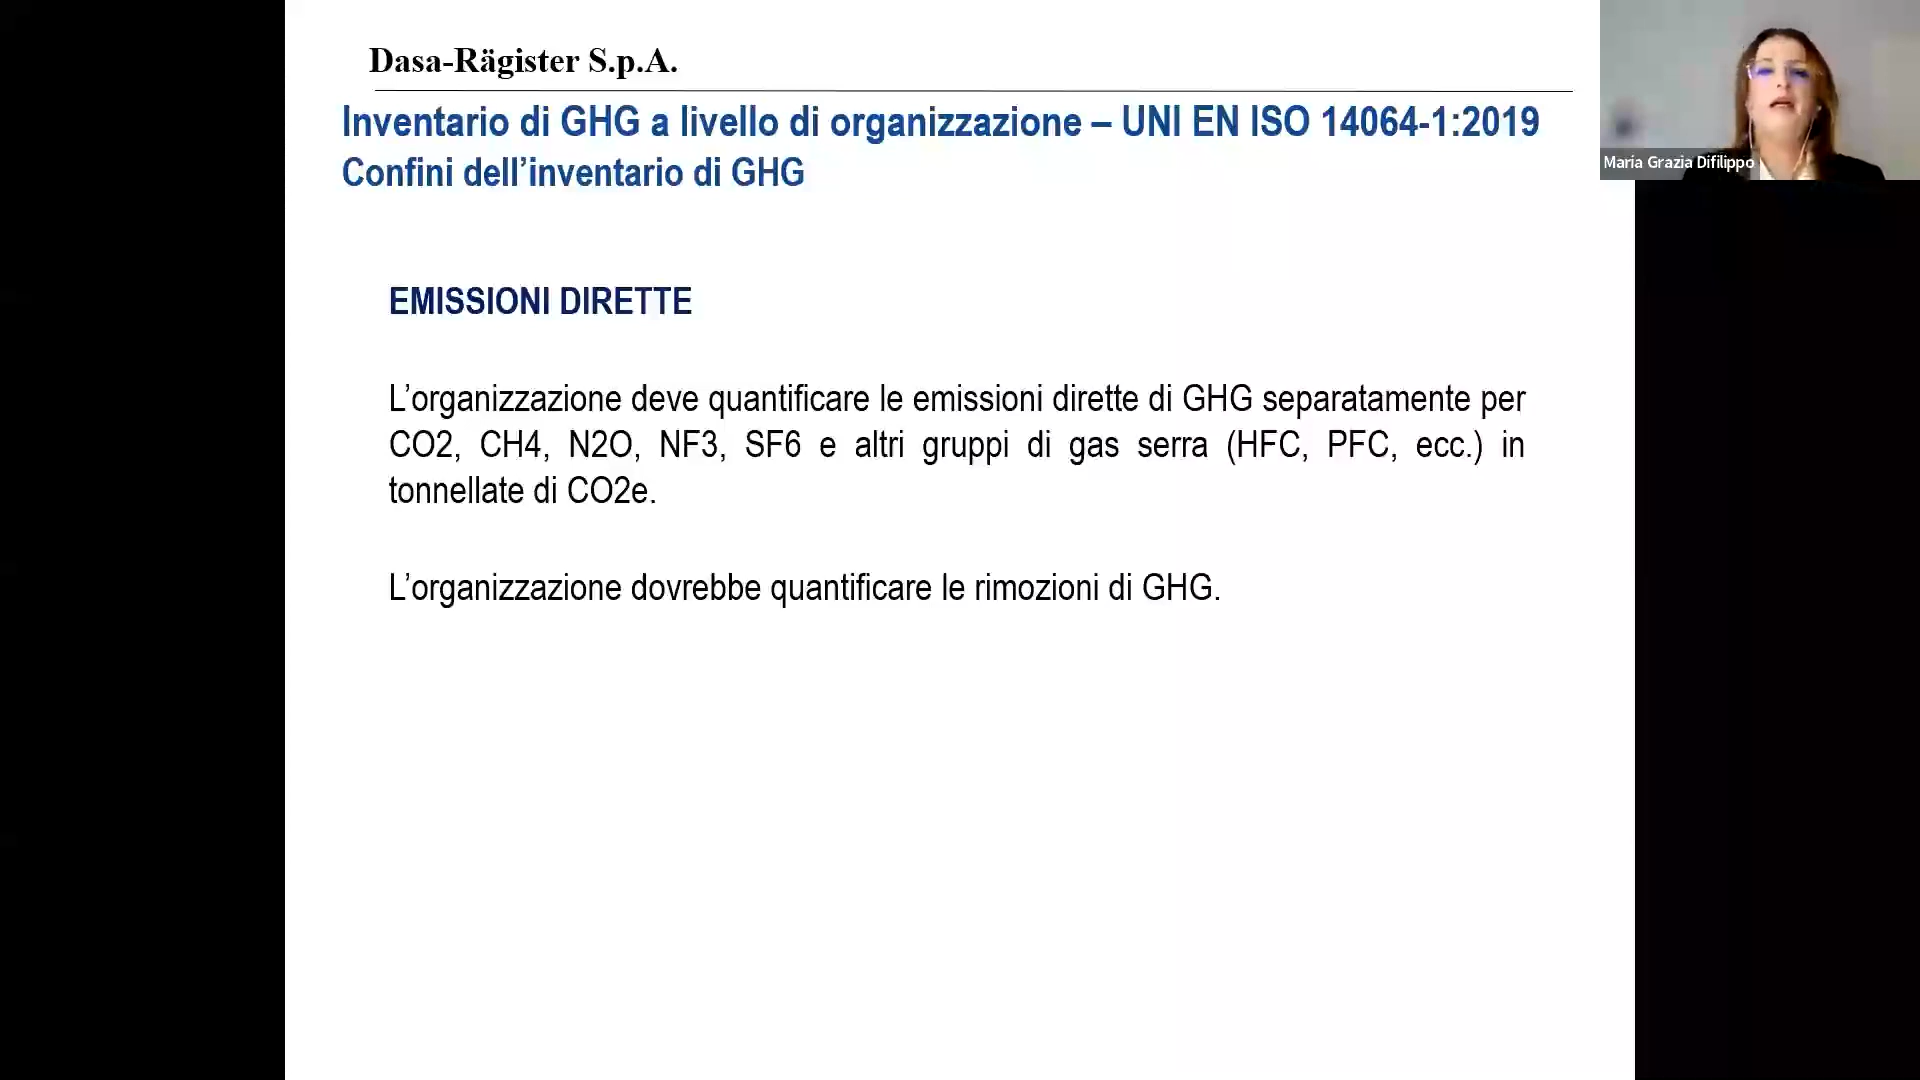 Dasa-Rägister S.p.A.
Inventario di GHG a livello di organizzazione – UNI EN ISO 14064-1:2019
Confini dell’inventario di GHG
Maria Grazia Difilippo
EMISSIONI DIRETTE
L’organizzazione deve quantificare le emissioni dirette di GHG separatamente per
CO2, CH4, N2O, NF3, SF6 e altri gruppi di gas serra (HFC, PFC, ecc.) in
tonnellate di CO2e.
L’organizzazione dovrebbe quantificare le rimozioni di GHG.